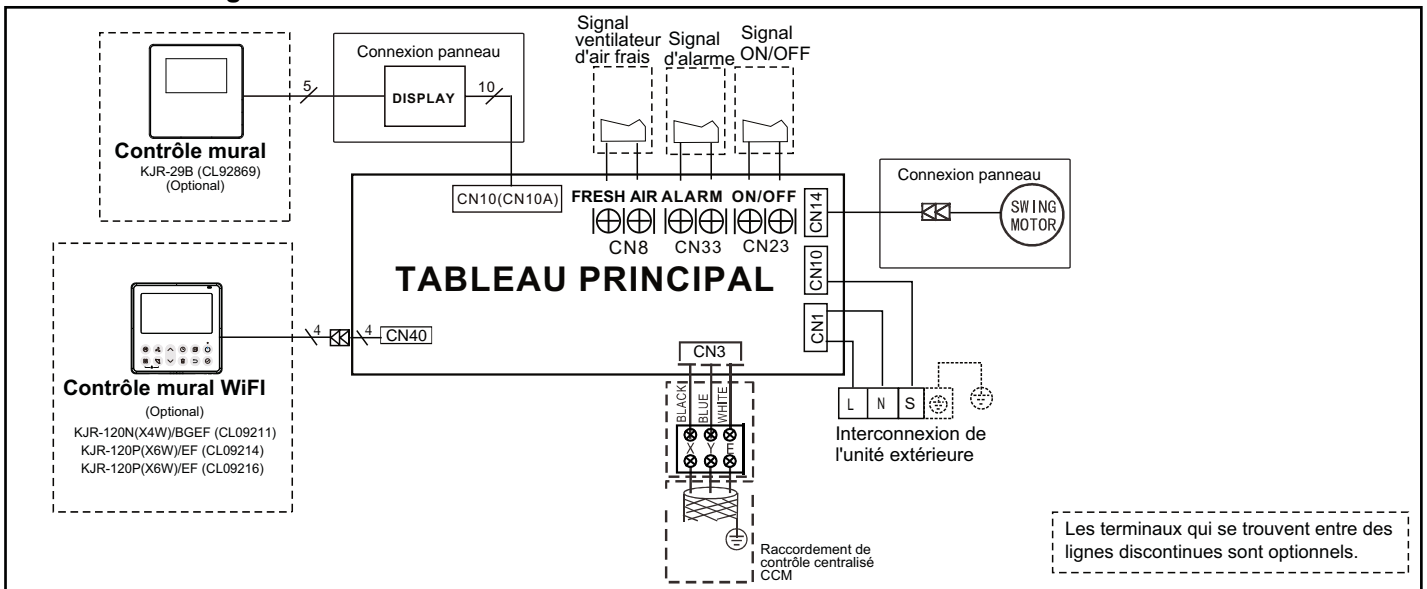 Connexion panneau
5
DISPLAY
10
Contrôle mural
KJR-29B (CL92869)
(Optional)
Signal
ventilateur
d'air frais
Signal
d'alarme
Signal
ON/OFF
CN10(CN10A)
FRESH AIR
ALARM
ON/OFF
CN8
CN33
CN23
CN14
Connexion panneau
SWING
MOTOR
TABLEAU PRINCIPAL
CN10
CN1
4
4
CN40
Contrôle mural WiFI
(Optional)
KJR-120N(X4W)/BGEF (CL09211)
KJR-120P(X6W)/EF (CL09214)
KJR-120P(X6W)/EF (CL09216)
CN3
BLACK
BLUE
WHITE
X
Y
E
L
N
S
Interconnexion de
l'unité extérieure
Raccordement de
contrôle centralisé
CCM
Les terminaux qui se trouvent entre des
lignes discontinues sont optionnels.